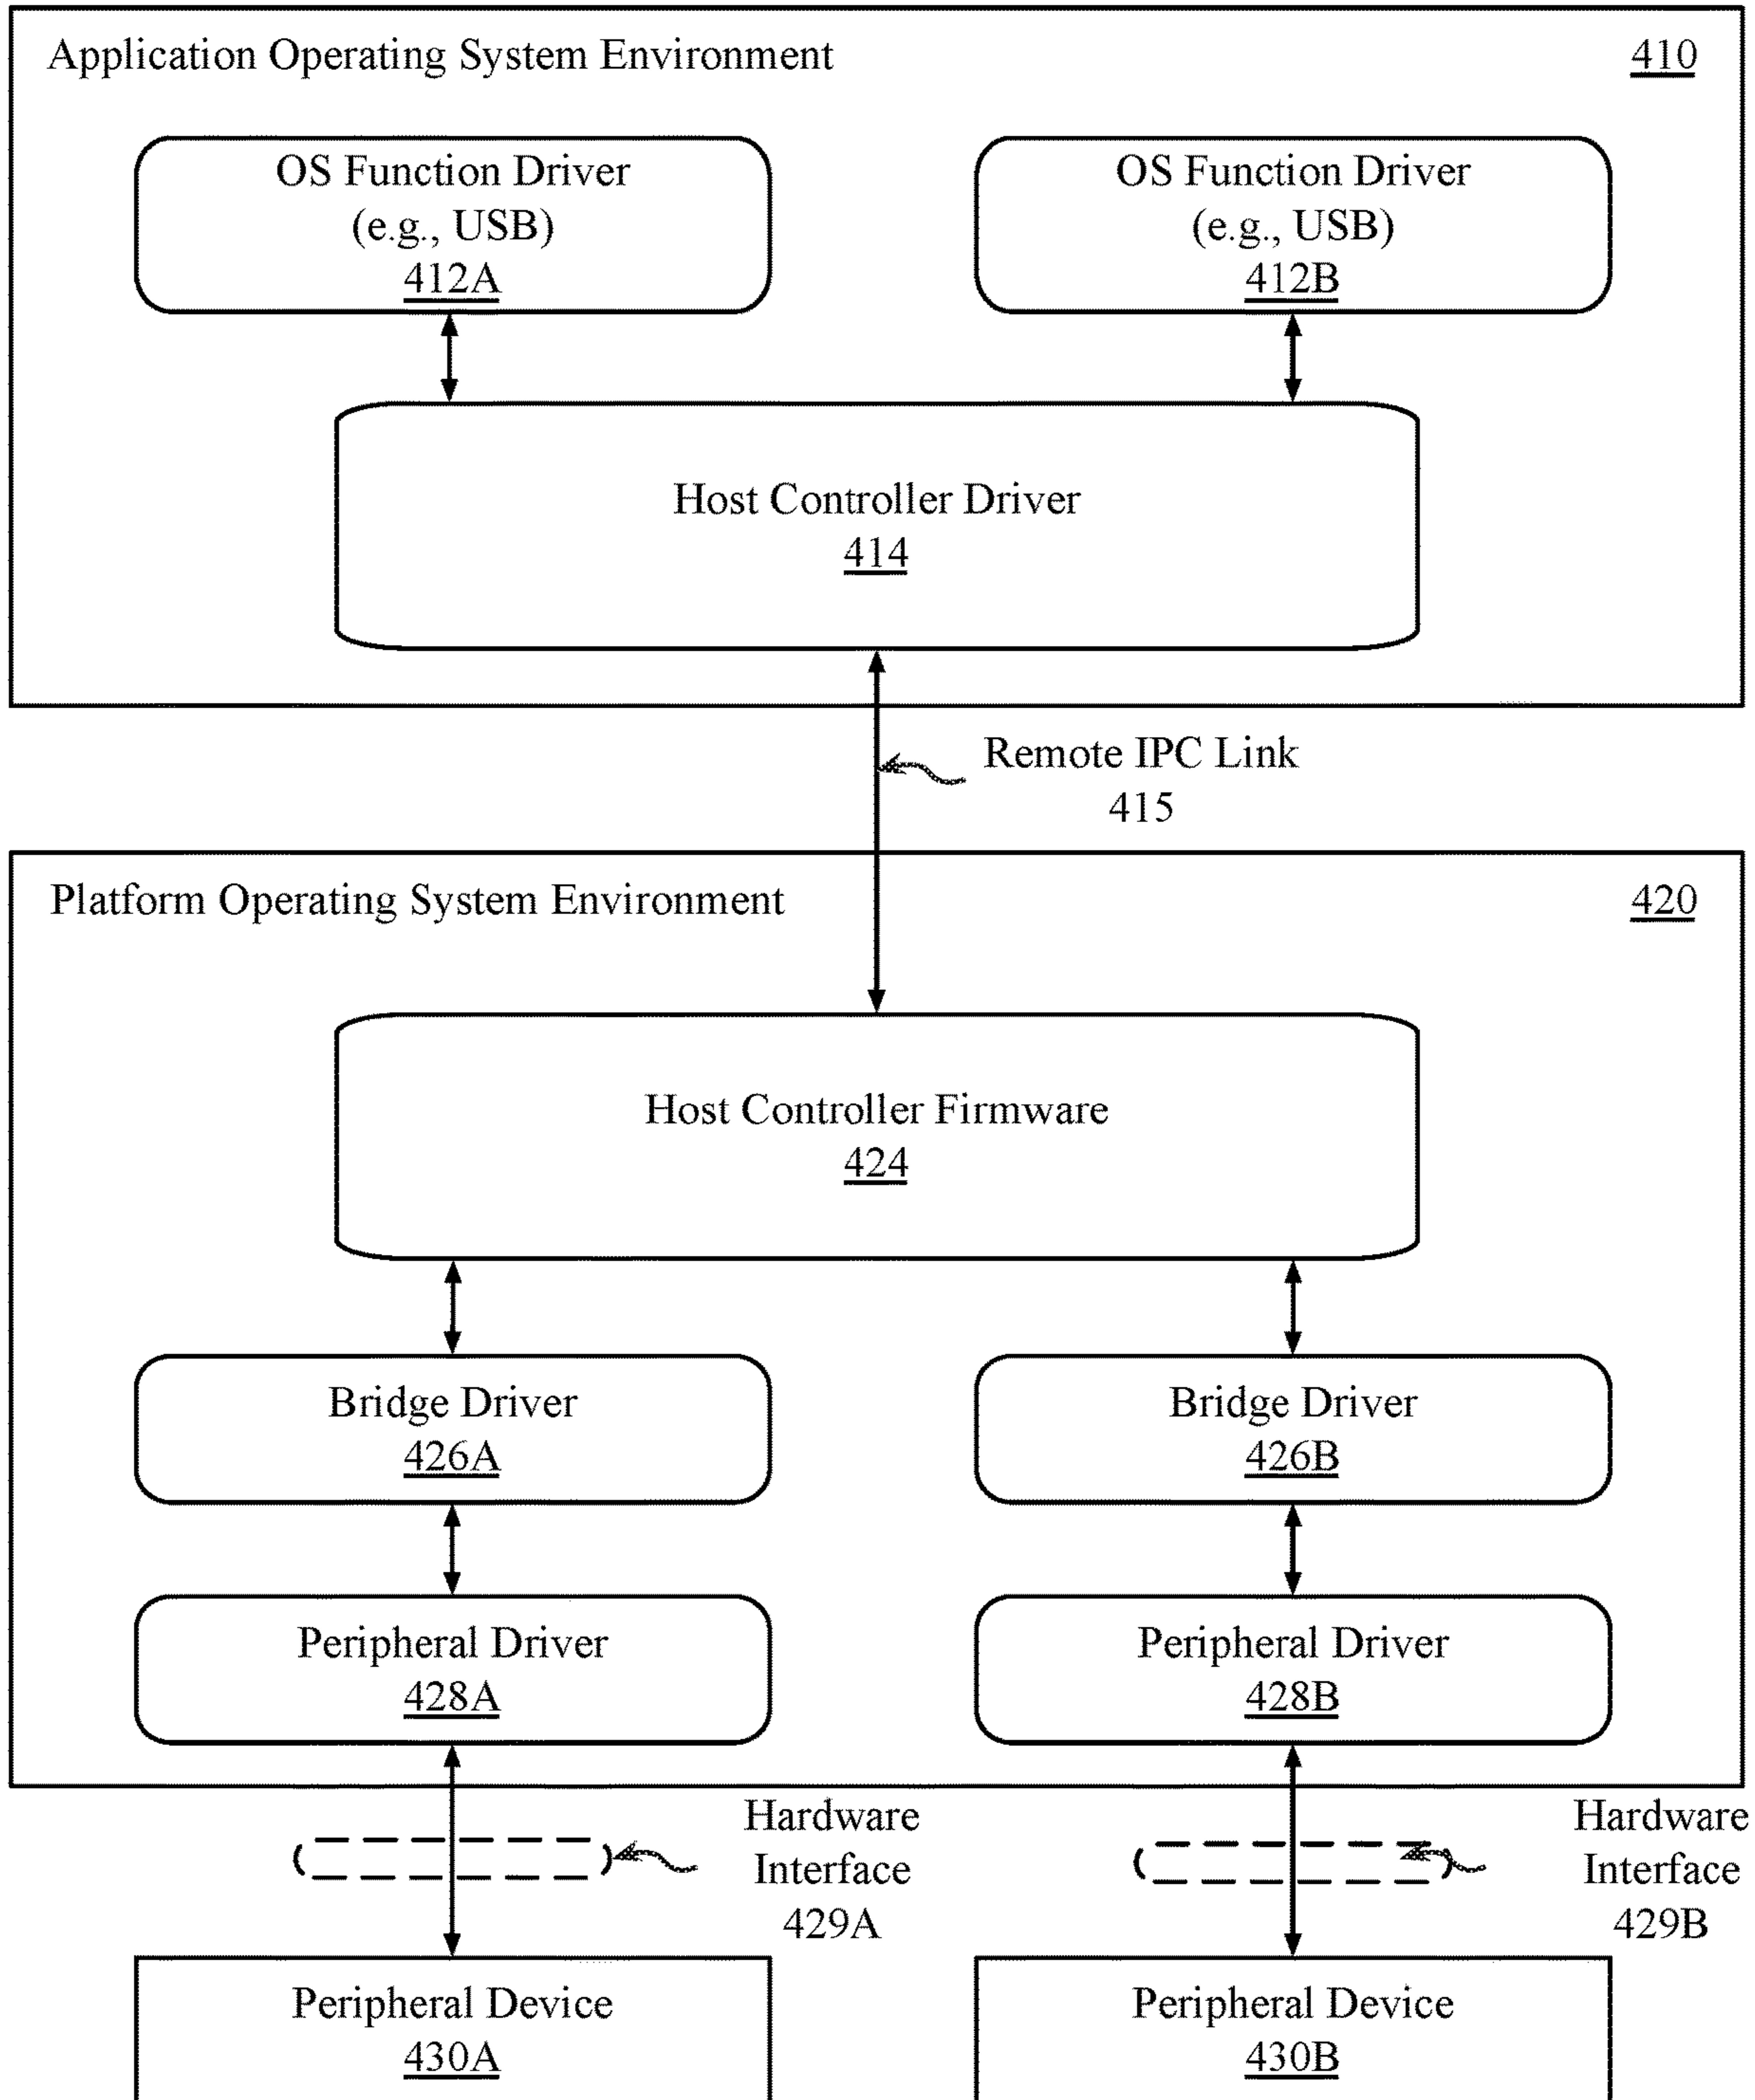 Application Operating System Environment 410
OS Function Driver
(e.g., USB)
412A
OS Function Driver
(e.g., USB)
412B
Host Controller Driver
414
Remote IPC Link
415
Platform Operating System Environment 420
Host Controller Firmware
424
Bridge Driver
426A
Bridge Driver
426B
Peripheral Driver
428A
Peripheral Driver
428B
Hardware
Interface
429A
Hardware
Interface
429B
Peripheral Device
430A
Peripheral Device
430B